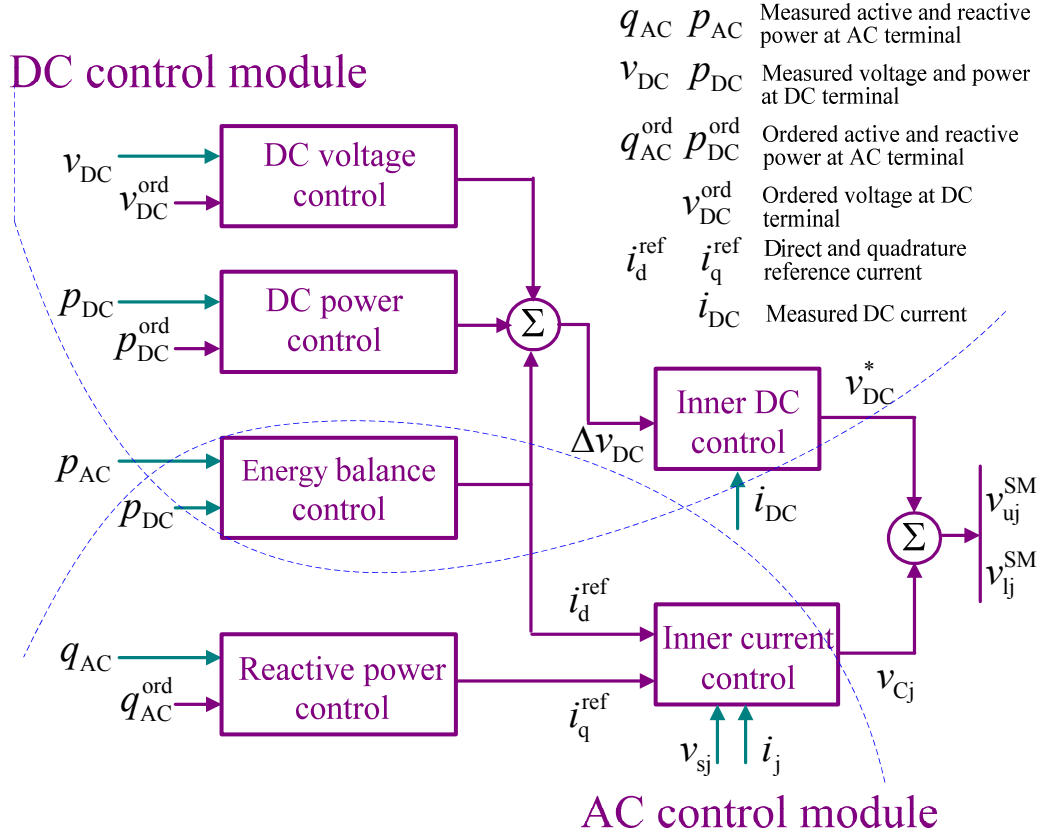 q_AC p_AC Measured active and reactive
power at AC terminal
DC control module
v_DC p_DC Measured voltage and power
at DC terminal
q_AC^ord p_DC^ord Ordered active and reactive
power at AC terminal
v_DC^ord Ordered voltage at DC
terminal
i_d^ref i_q^ref Direct and quadrature
reference current
i_DC Measured DC current
v_DC
v_DC^ord
DC voltage
control
p_DC
p_DC^ord
DC power
control
Σ
p_AC
p_DC
Energy balance
control
Δv_DC
Inner DC
control
v_DC^*
i_DC
Σ
v_uj^SM
v_lj^SM
q_AC
q_AC^ord
Reactive power
control
i_d^ref
i_q^ref
Inner current
control
v_Cj
v_sj i_j
AC control module